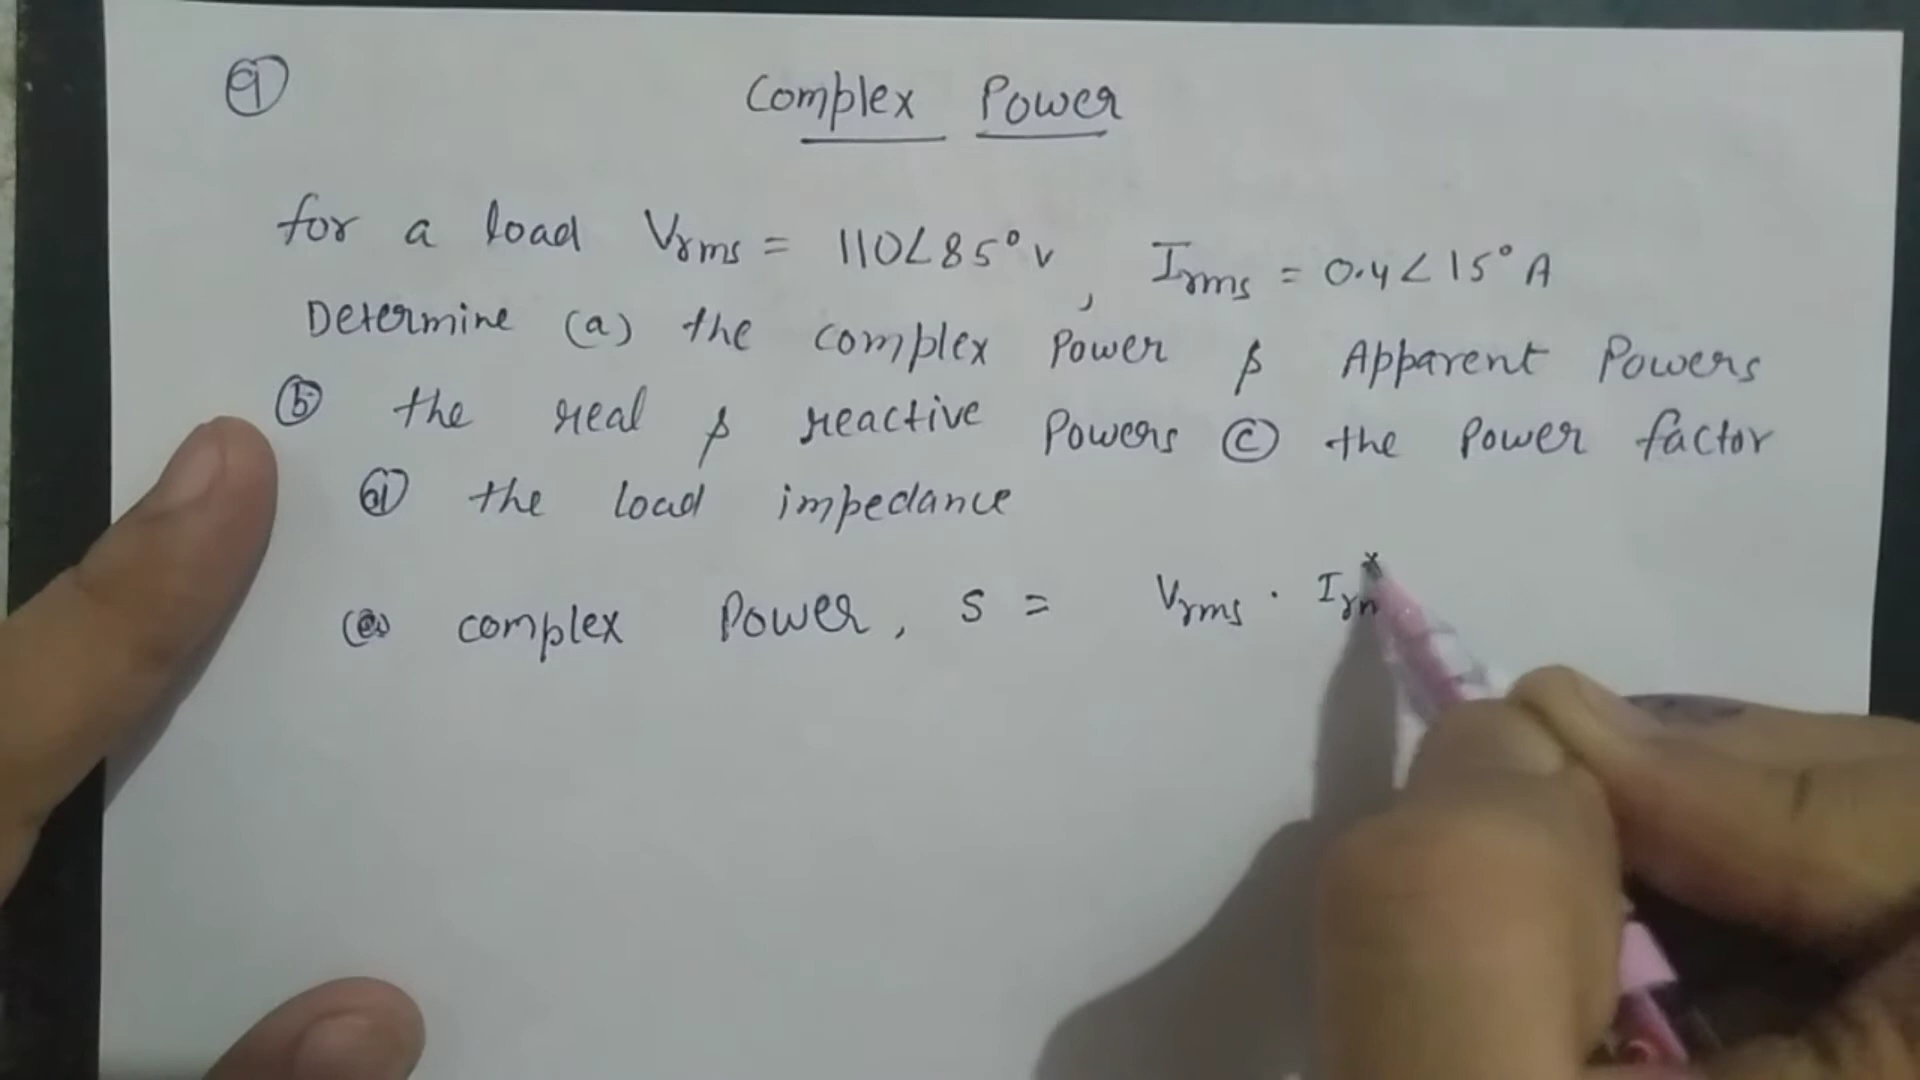 9
Complex Power
for a load Vrms = 110∠85° V, Irms = 0.4∠15° A
Determine (a) the complex Power & Apparent Powers
(b) the real & reactive Powers (c) the Power factor
(d) the load impedance
(a) complex Power, S = Vrms . I*